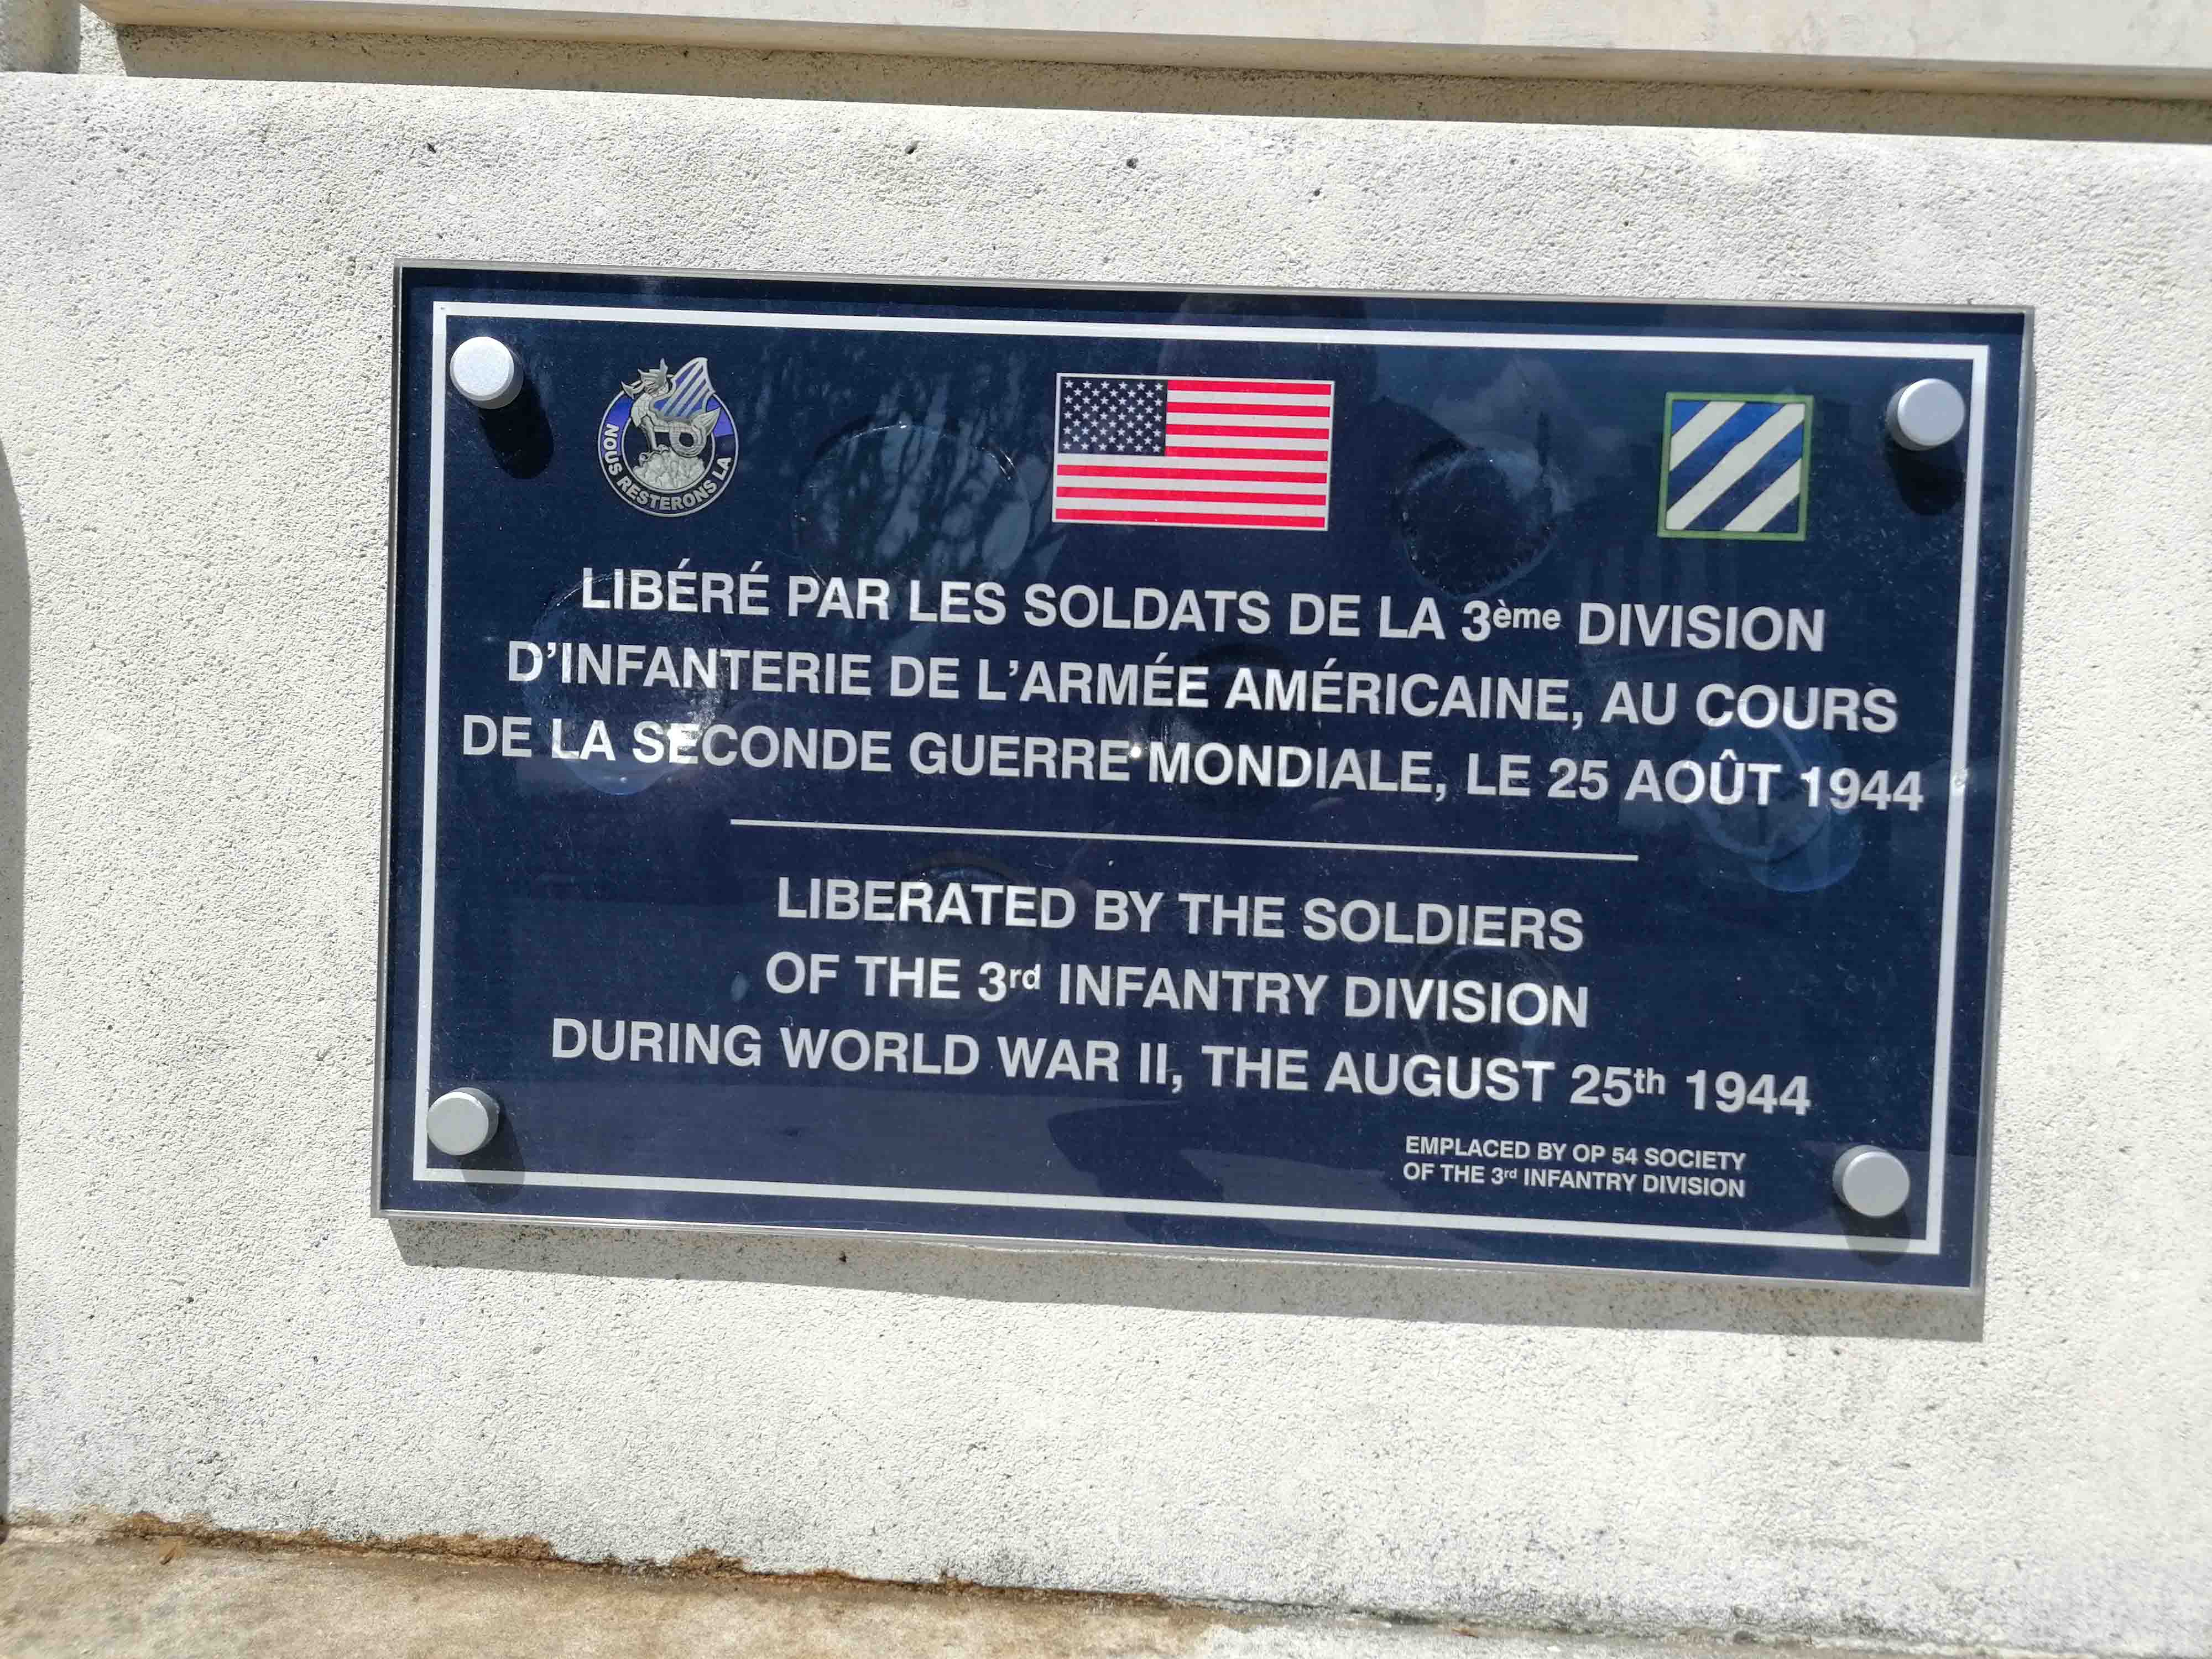 NOUS RESTERONS LA
LIBÉRÉ PAR LES SOLDATS DE LA 3ème DIVISION
D'INFANTERIE DE L'ARMÉE AMÉRICAINE, AU COURS
DE LA SECONDE GUERRE MONDIALE, LE 25 AOÛT 1944
LIBERATED BY THE SOLDIERS
OF THE 3rd INFANTRY DIVISION
DURING WORLD WAR II, THE AUGUST 25th 1944
EMPLACED BY OP 54 SOCIETY
OF THE 3rd INFANTRY DIVISION